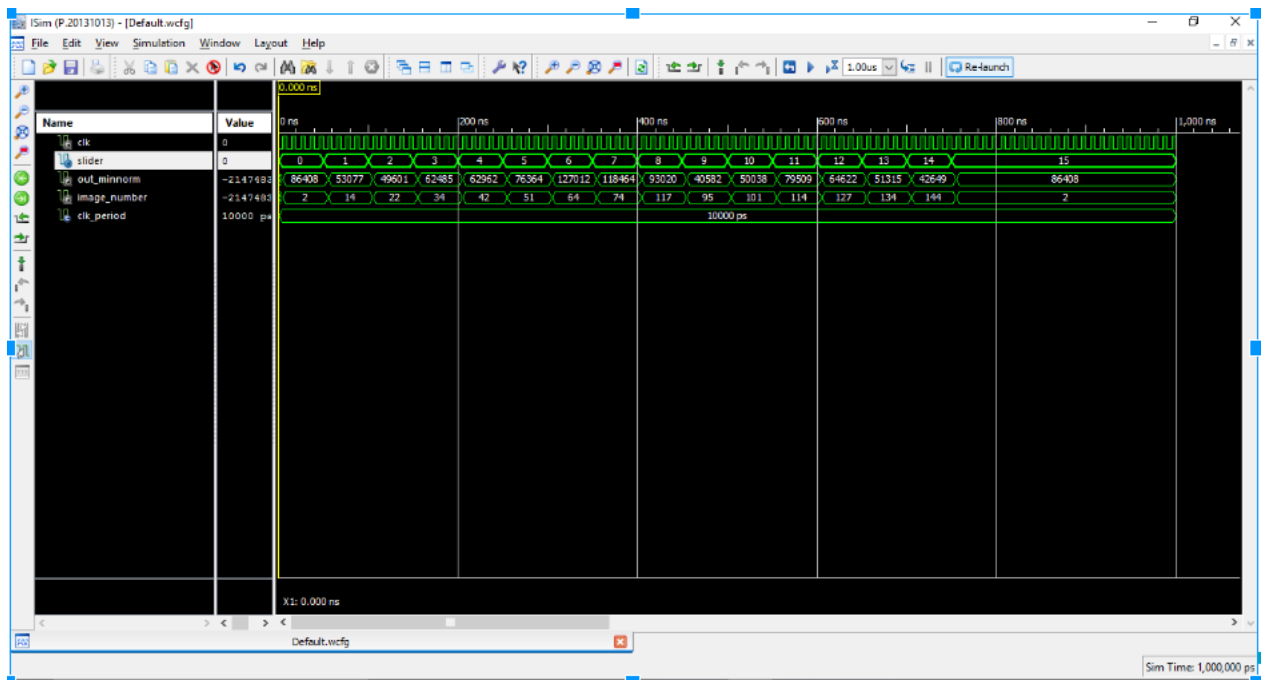 ISim (P.20131013) - [Default.wcfg]
File Edit View Simulation Window Layout Help
1.00us Re-launch
0.000 ns
Name Value 0 ns 200 ns 400 ns 600 ns 800 ns 1,000 ns
clk 0
slider 0 0 1 2 3 4 5 6 7 8 9 10 11 12 13 14 15
out_minnorm -2147483 86408 53077 49601 62485 62962 76364 127012 118464 93020 40582 50038 79509 64622 51315 42649 86408
image_number -2147483 2 14 22 34 42 51 64 74 117 95 101 114 127 134 144 2
clk_period 10000 ps 10000 ps
X1: 0.000 ns
Default.wcfg
Sim Time: 1,000,000 ps